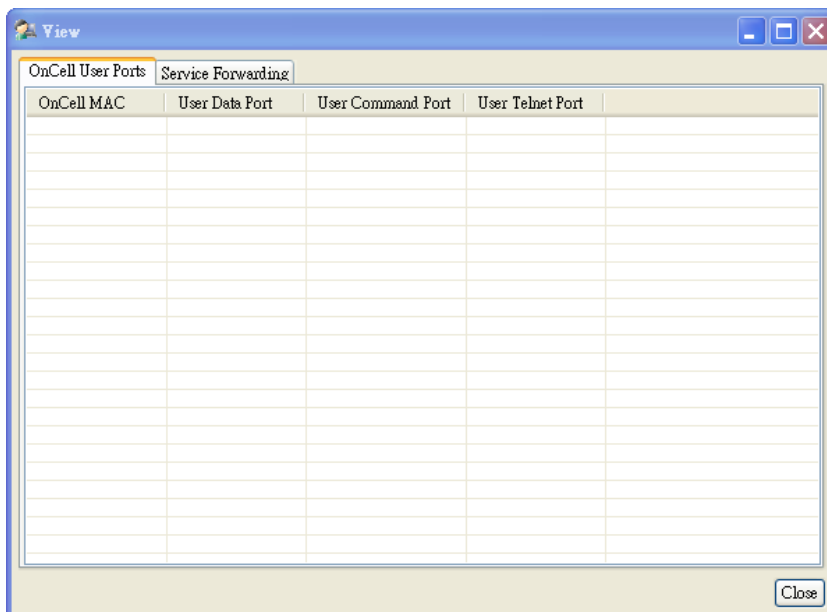 View
OnCell User Ports Service Forwarding
OnCell MAC User Data Port User Command Port User Telnet Port
Close